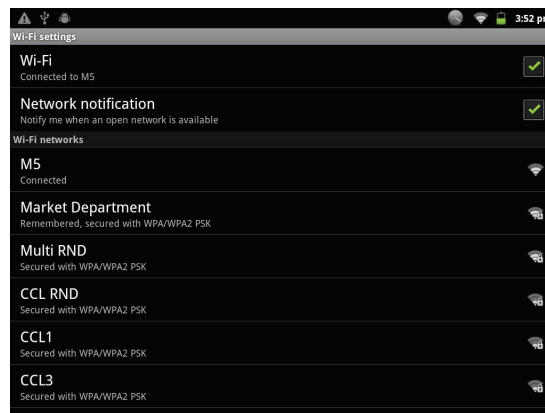 3:52 pm
Wi-Fi settings
Wi-Fi
Connected to M5
Network notification
Notify me when an open network is available
Wi-Fi networks
M5
Connected
Market Department
Remembered, secured with WPA/WPA2 PSK
Multi RND
Secured with WPA/WPA2 PSK
CCL RND
Secured with WPA/WPA2 PSK
CCL1
Secured with WPA/WPA2 PSK
CCL3
Secured with WPA/WPA2 PSK